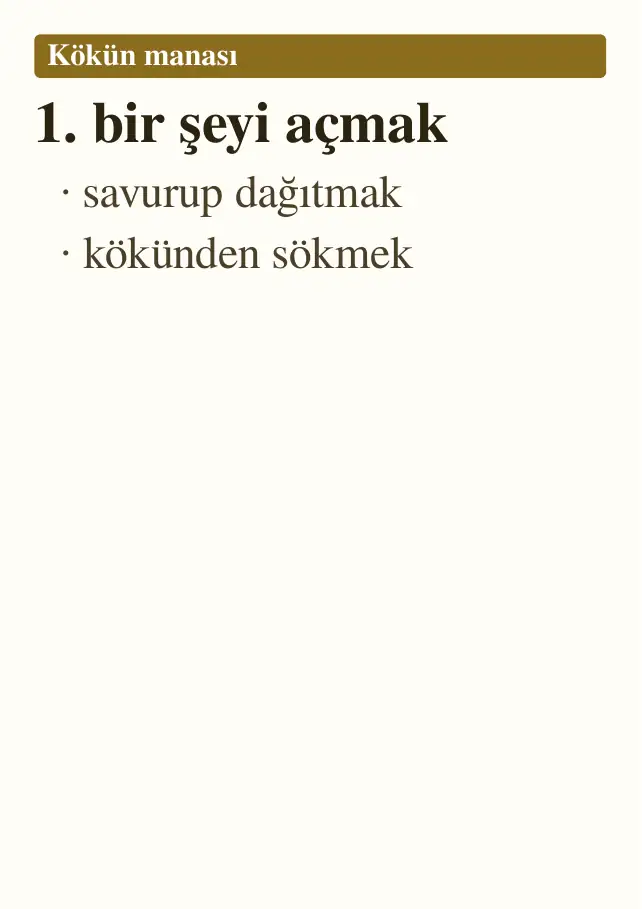 Kökün manası
1. bir şeyi açmak
· savurup dağıtmak
· kökünden sökmek